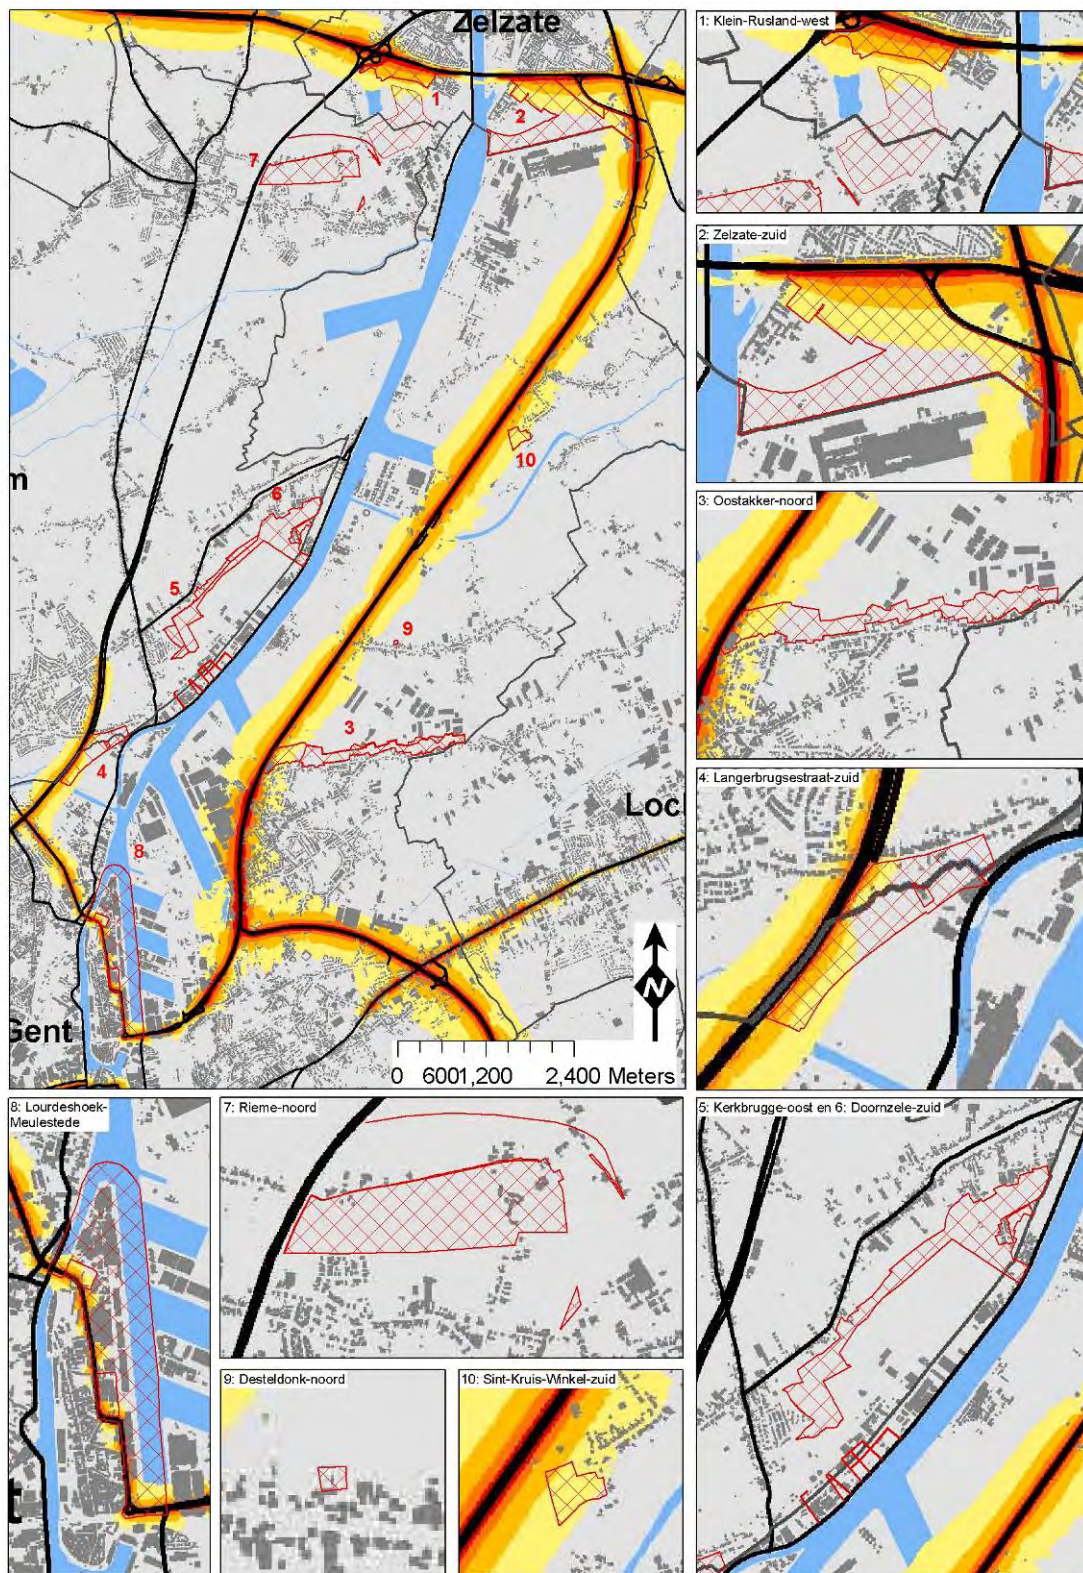 Zelzate
1
2
7
10
m
6
5
9
3
4
Loc
8
N
Gent
0 6001,200 2,400 Meters
1: Klein-Rusland-west
2: Zelzate-zuid
3: Oostakker-noord
4: Langerbrugsestraat-zuid
8: Lourdeshoek-
Meulestede
t
7: Rieme-noord
9: Desteldonk-noord
10: Sint-Kruis-Winkel-zuid
5: Kerkbrugge-oost en 6: Doornzele-zuid